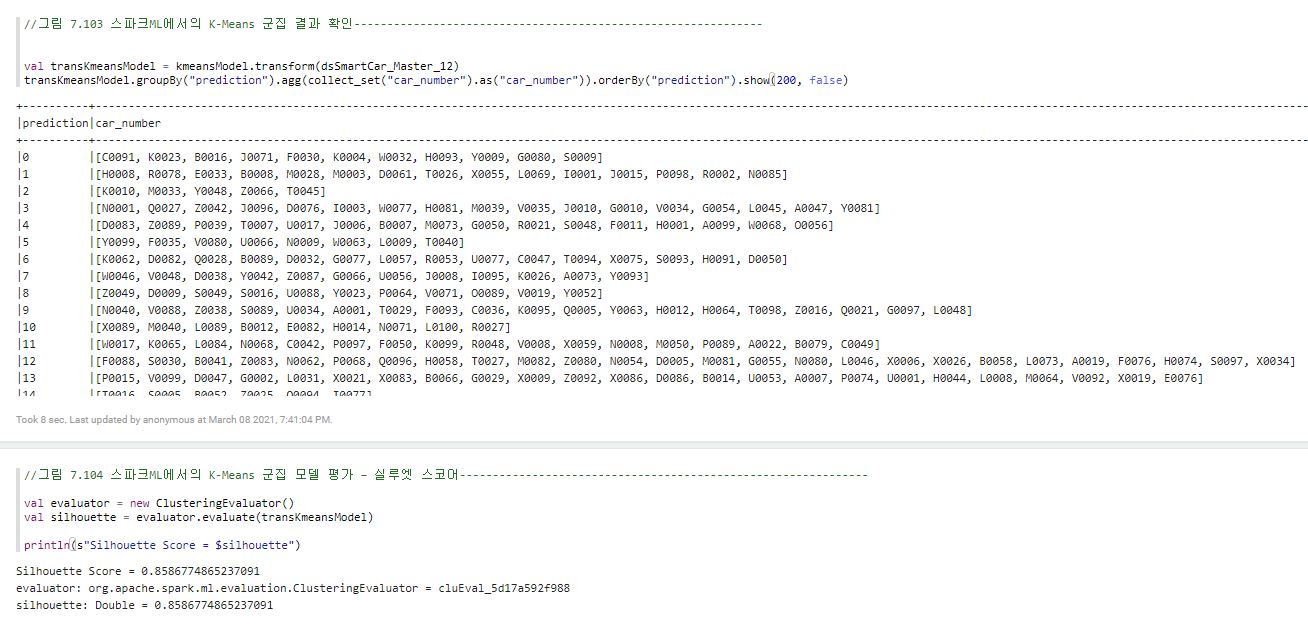 //그림 7.103 스파크ML에서의 K-Means 군집 결과 확인--------------------------------------------------------------
val transKmeansModel = kmeansModel.transform(dsSmartCar_Master_12)
transKmeansModel.groupBy("prediction").agg(collect_set("car_number").as("car_number")).orderBy("prediction").show(200, false)
|prediction|car_number
|0 |[C0091, K0023, B0016, J0071, F0030, K0004, W0032, H0093, Y0009, G0080, S0009]
|1 |[H0008, R0078, E0033, B0008, M0028, M0003, D0061, T0026, X0055, L0069, I0001, J0015, P0098, R0002, N0085]
|2 |[K0010, M0033, Y0048, Z0066, T0045]
|3 |[N0001, Q0027, Z0042, J0096, D0076, I0003, W0077, H0081, M0039, V0035, J0010, G0010, V0034, G0054, L0045, A0047, Y0081]
|4 |[D0083, Z0089, P0039, T0007, U0017, J0006, B0007, M0073, G0050, R0021, S0048, F0011, H0001, A0099, W0068, O0056]
|5 |[Y0099, F0035, V0080, U0066, N0009, W0063, L0009, T0040]
|6 |[K0062, D0082, Q0028, B0089, D0032, G0077, L0057, R0053, U0077, C0047, T0094, X0075, S0093, H0091, D0050]
|7 |[W0046, V0048, D0038, Y0042, Z0087, G0066, U0056, J0008, I0095, K0026, A0073, Y0093]
|8 |[Z0049, D0009, S0049, S0016, U0088, Y0023, P0064, V0071, O0089, V0019, Y0052]
|9 |[N0040, V0088, Z0038, S0089, U0034, A0001, T0029, F0093, C0036, K0095, Q0005, Y0063, H0012, H0064, T0098, Z0016, Q0021, G0097, L0048]
|10 |[X0089, M0040, L0089, B0012, E0082, H0014, N0071, L0100, R0027]
|11 |[W0017, K0065, L0084, N0068, C0042, P0097, F0050, K0099, R0048, V0008, X0059, N0008, M0050, P0089, A0022, B0079, C0049]
|12 |[F0088, S0030, B0041, Z0083, N0062, P0068, Q0096, H0058, T0027, M0082, Z0080, N0054, D0005, M0081, G0055, N0080, L0046, X0006, X0026, B0058, L0073, A0019, F0076, H0074, S0097, X0034]
|13 |[P0015, V0099, D0047, G0002, L0031, X0021, X0083, B0066, G0029, X0009, Z0092, X0086, D0086, B0014, U0053, A0007, P0074, U0001, H0044, L0008, M0064, V0092, X0019, E0076]
Took 8 sec. Last updated by anonymous at March 08 2021, 7:41:04 PM.
//그림 7.104 스파크ML에서의 K-Means 군집 모델 평가 – 실루엣 스코어--------------------------------------------------------------
val evaluator = new ClusteringEvaluator()
val silhouette = evaluator.evaluate(transKmeansModel)
println(s"Silhouette Score = $silhouette")
Silhouette Score = 0.8586774865237091
evaluator: org.apache.spark.ml.evaluation.ClusteringEvaluator = cluEval_5d17a592f988
silhouette: Double = 0.8586774865237091